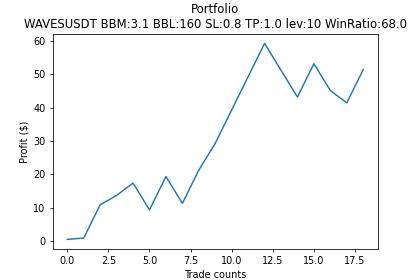 Portfolio
WAVESUSDT BBM:3.1 BBL:160 SL:0.8 TP:1.0 lev:10 WinRatio:68.0
60
50
40
30
20
10
0
Profit ($)
0.0 2.5 5.0 7.5 10.0 12.5 15.0 17.5
Trade counts